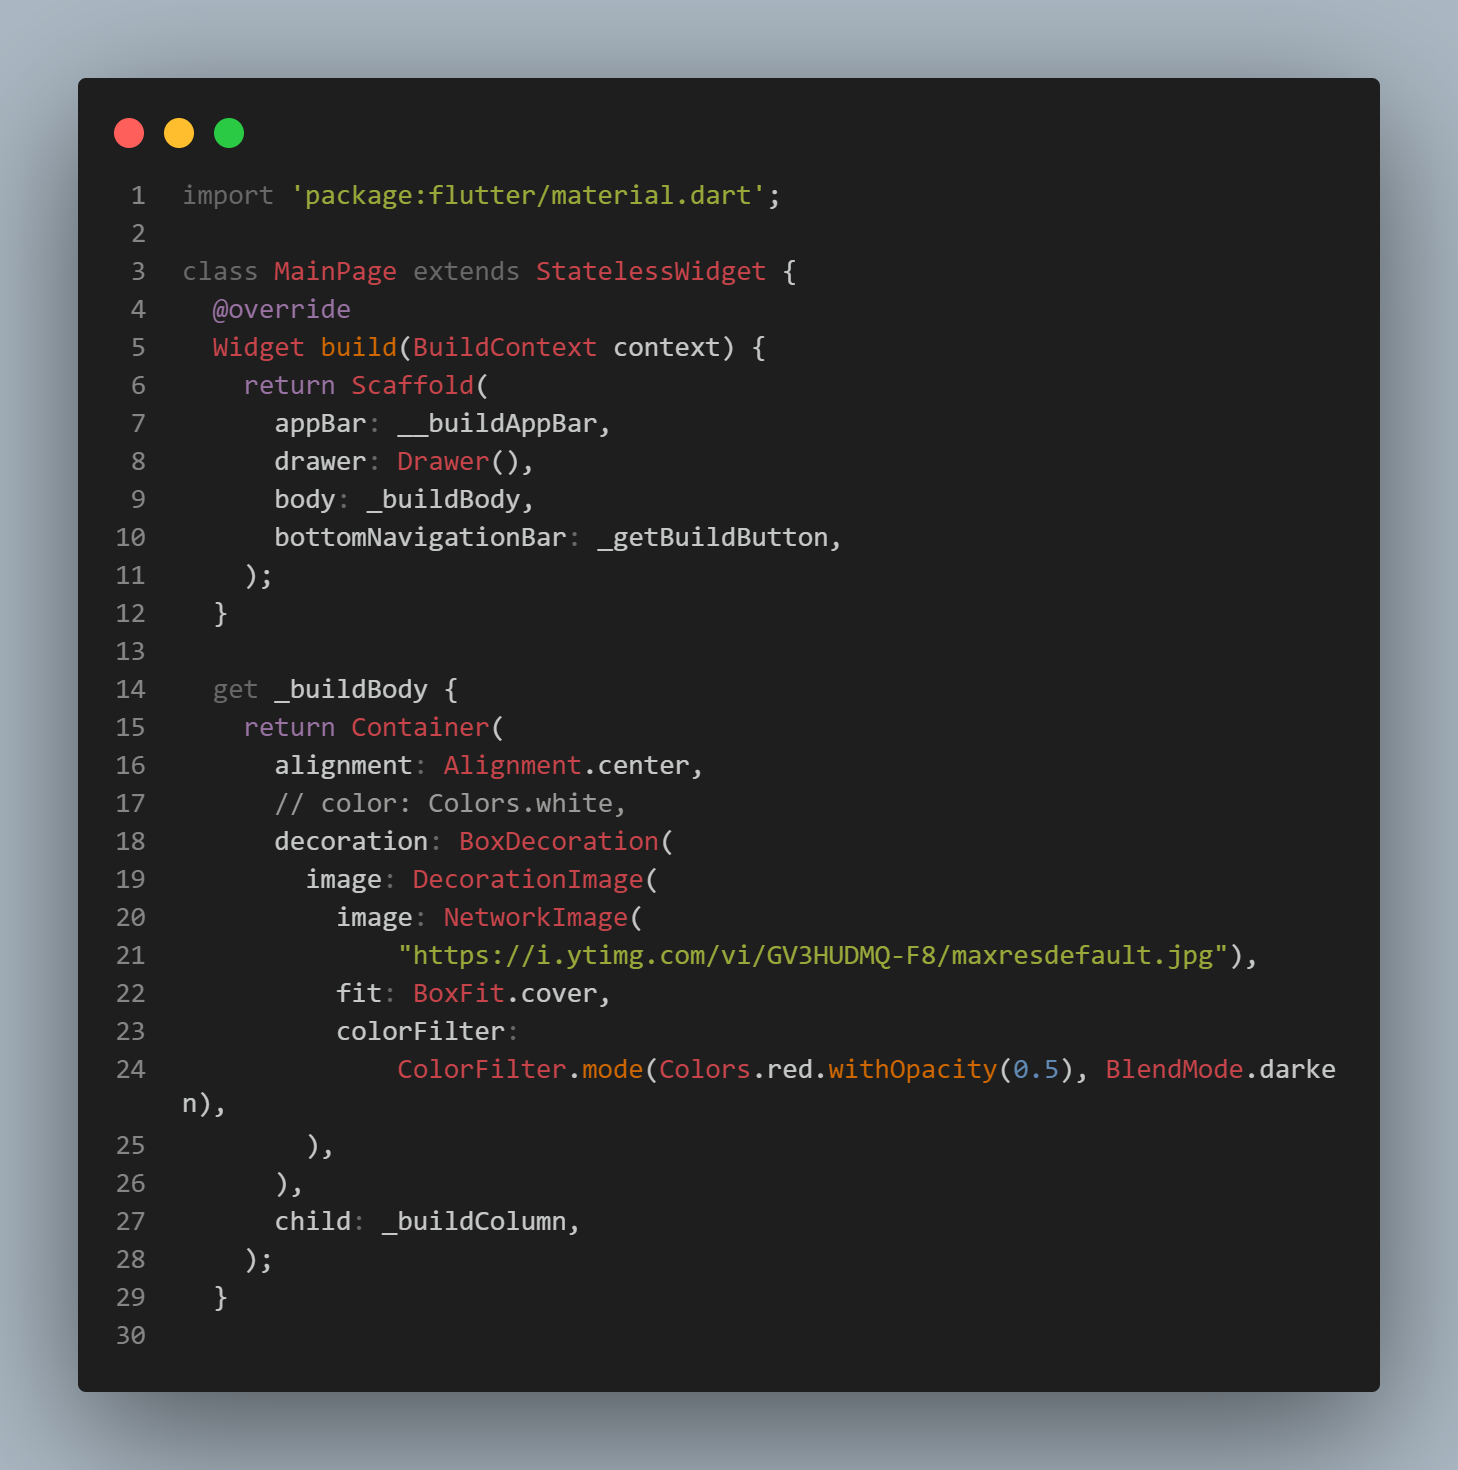 1 import 'package:flutter/material.dart';
2
3 class MainPage extends StatelessWidget {
4   @override
5   Widget build(BuildContext context) {
6     return Scaffold(
7       appBar: __buildAppBar,
8       drawer: Drawer(),
9       body: _buildBody,
10       bottomNavigationBar: _getBuildButton,
11     );
12   }
13
14   get _buildBody {
15     return Container(
16       alignment: Alignment.center,
17       // color: Colors.white,
18       decoration: BoxDecoration(
19         image: DecorationImage(
20           image: NetworkImage(
21               "https://i.ytimg.com/vi/GV3HUDMQ-F8/maxresdefault.jpg"),
22           fit: BoxFit.cover,
23           colorFilter:
24               ColorFilter.mode(Colors.red.withOpacity(0.5), BlendMode.darke
n),
25         ),
26       ),
27       child: _buildColumn,
28     );
29   }
30